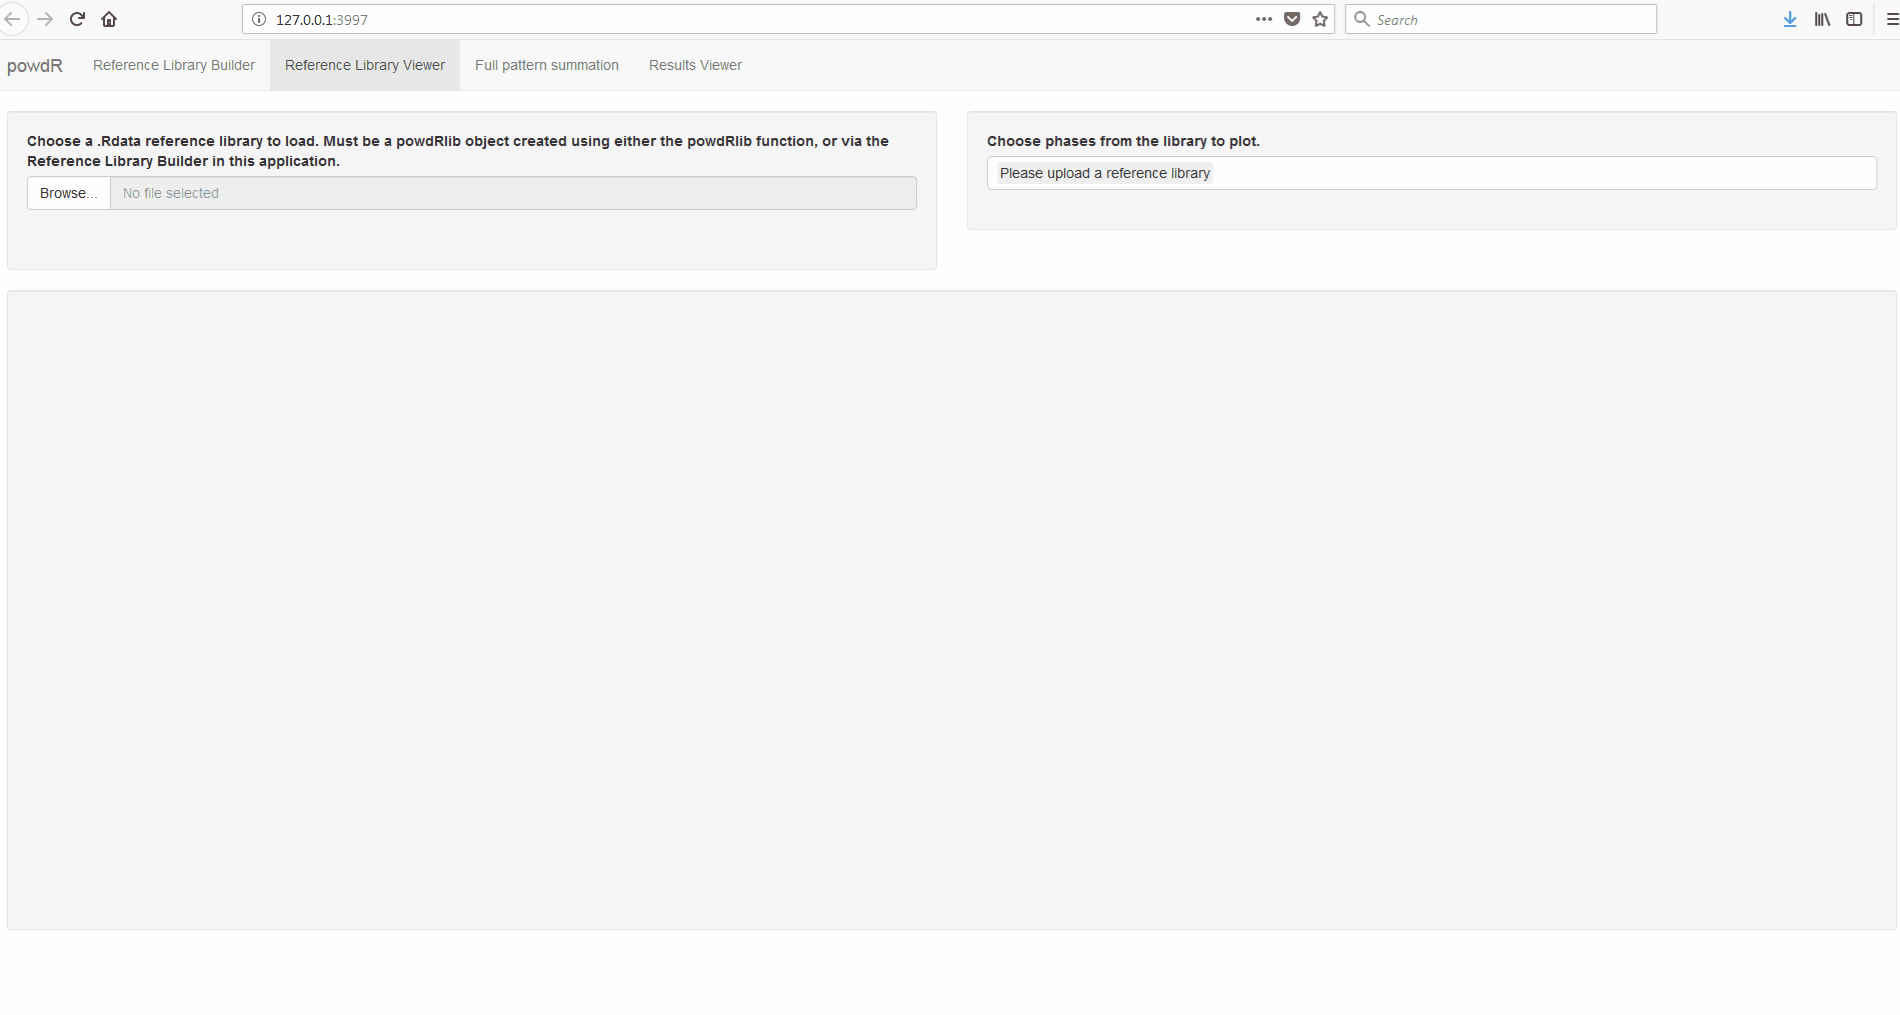 127.0.0.1:3997
Search
powdR Reference Library Builder Reference Library Viewer Full pattern summation Results Viewer
Choose a .Rdata reference library to load. Must be a powdRlib object created using either the powdRlib function, or via the
Reference Library Builder in this application.
Browse... No file selected
Choose phases from the library to plot.
Please upload a reference library